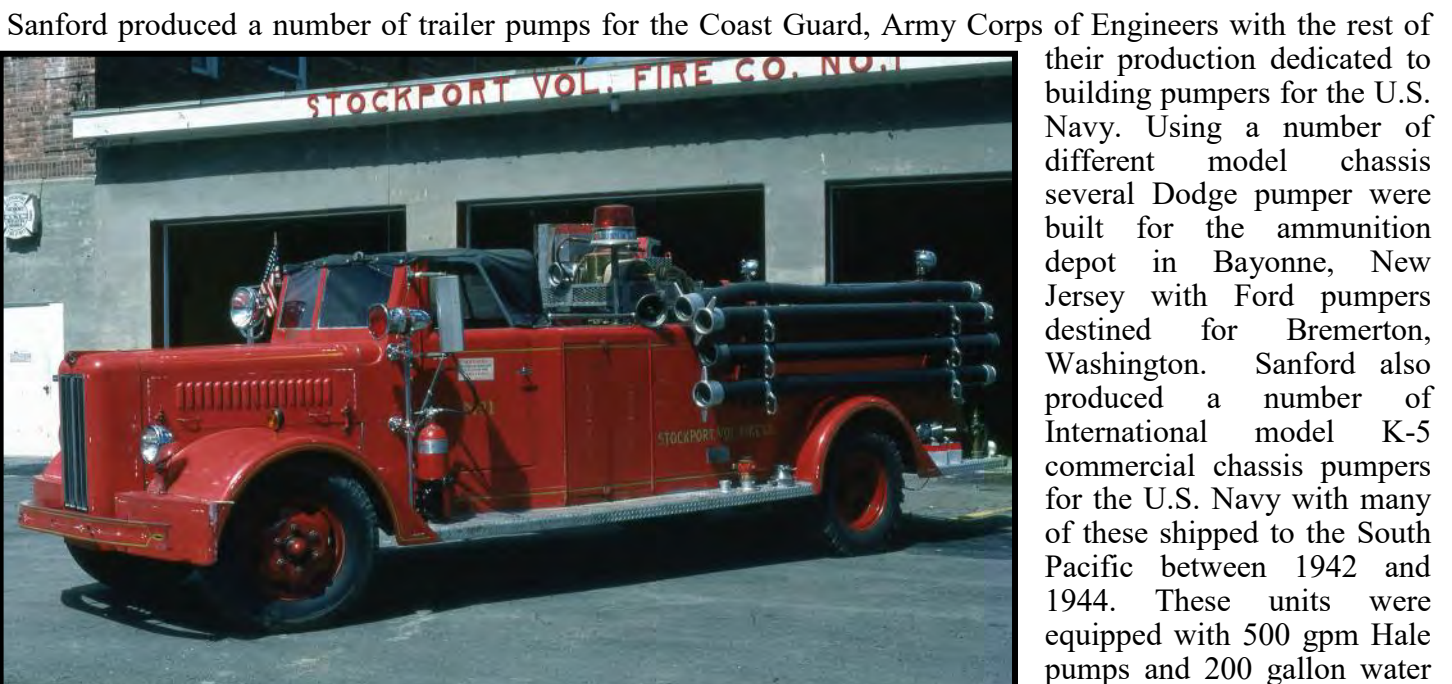 Sanford produced a number of trailer pumps for the Coast Guard, Army Corps of Engineers with the rest of
STOCKPORT VOL. FIRE CO. NO.1
STOCKPORT VOL. FIRE CO.
their production dedicated to
building pumpers for the U.S.
Navy. Using a number of
different model chassis
several Dodge pumper were
built for the ammunition
depot in Bayonne, New
Jersey with Ford pumpers
destined for Bremerton,
Washington. Sanford also
produced a number of
International model K-5
commercial chassis pumpers
for the U.S. Navy with many
of these shipped to the South
Pacific between 1942 and
1944. These units were
equipped with 500 gpm Hale
pumps and 200 gallon water